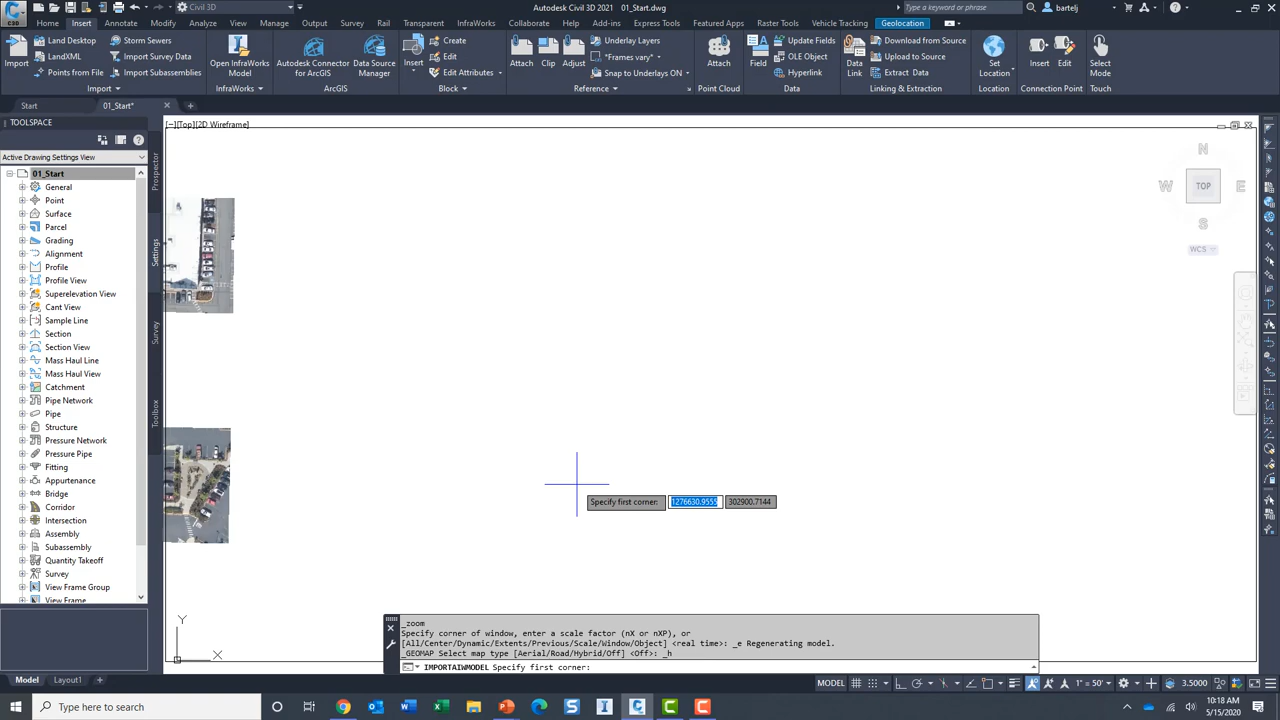 Civil 3D
Autodesk Civil 3D 2021   01_Start.dwg
Type a keyword or phrase
bartelj
Home Insert Annotate Modify Analyze View Manage Output Survey Rail Transparent InfraWorks Collaborate Help Add-ins Express Tools Featured Apps Raster Tools Vehicle Tracking Geolocation
Import
Land Desktop
LandXML
Points from File
Storm Sewers
Import Survey Data
Import Subassemblies
Open InfraWorks
Model
Autodesk Connector
for ArcGIS
Data Source
Manager
Insert
Create
Edit
Edit Attributes
Attach
Clip
Adjust
Underlay Layers
*Frames vary*
Snap to Underlays ON
Attach
Field
Update Fields
OLE Object
Hyperlink
Data
Link
Download from Source
Upload to Source
Extract Data
Set
Location
Insert
Edit
Select
Mode
Import
InfraWorks
ArcGIS
Block
Reference
Point Cloud
Data
Linking & Extraction
Location
Connection Point
Touch
Start
01_Start*
TOOLSPACE
Active Drawing Settings View
01_Start
General
Point
Surface
Parcel
Grading
Alignment
Profile
Profile View
Superelevation View
Cant View
Sample Line
Section
Section View
Mass Haul Line
Mass Haul View
Catchment
Pipe Network
Pipe
Structure
Pressure Network
Pressure Pipe
Fitting
Appurtenance
Bridge
Corridor
Intersection
Assembly
Subassembly
Quantity Takeoff
Survey
View Frame Group
View Frame
Prospector
Settings
Survey
Toolbox
[−][Top][2D Wireframe]
N
W
TOP
E
S
WCS
Specify first corner:
1276630.9555
302900.7144
Y
X
_zoom
Specify corner of window, enter a scale factor (nX or nXP), or
[All/Center/Dynamic/Extents/Previous/Scale/Window/Object] <real time>: _e Regenerating model.
_GEOMAP Select map type [Aerial/Road/Hybrid/Off] <Off>: _h
IMPORTAIWMODEL Specify first corner:
Model
Layout1
MODEL
1" = 50'
3.5000
Type here to search
10:18 AM
5/15/2020